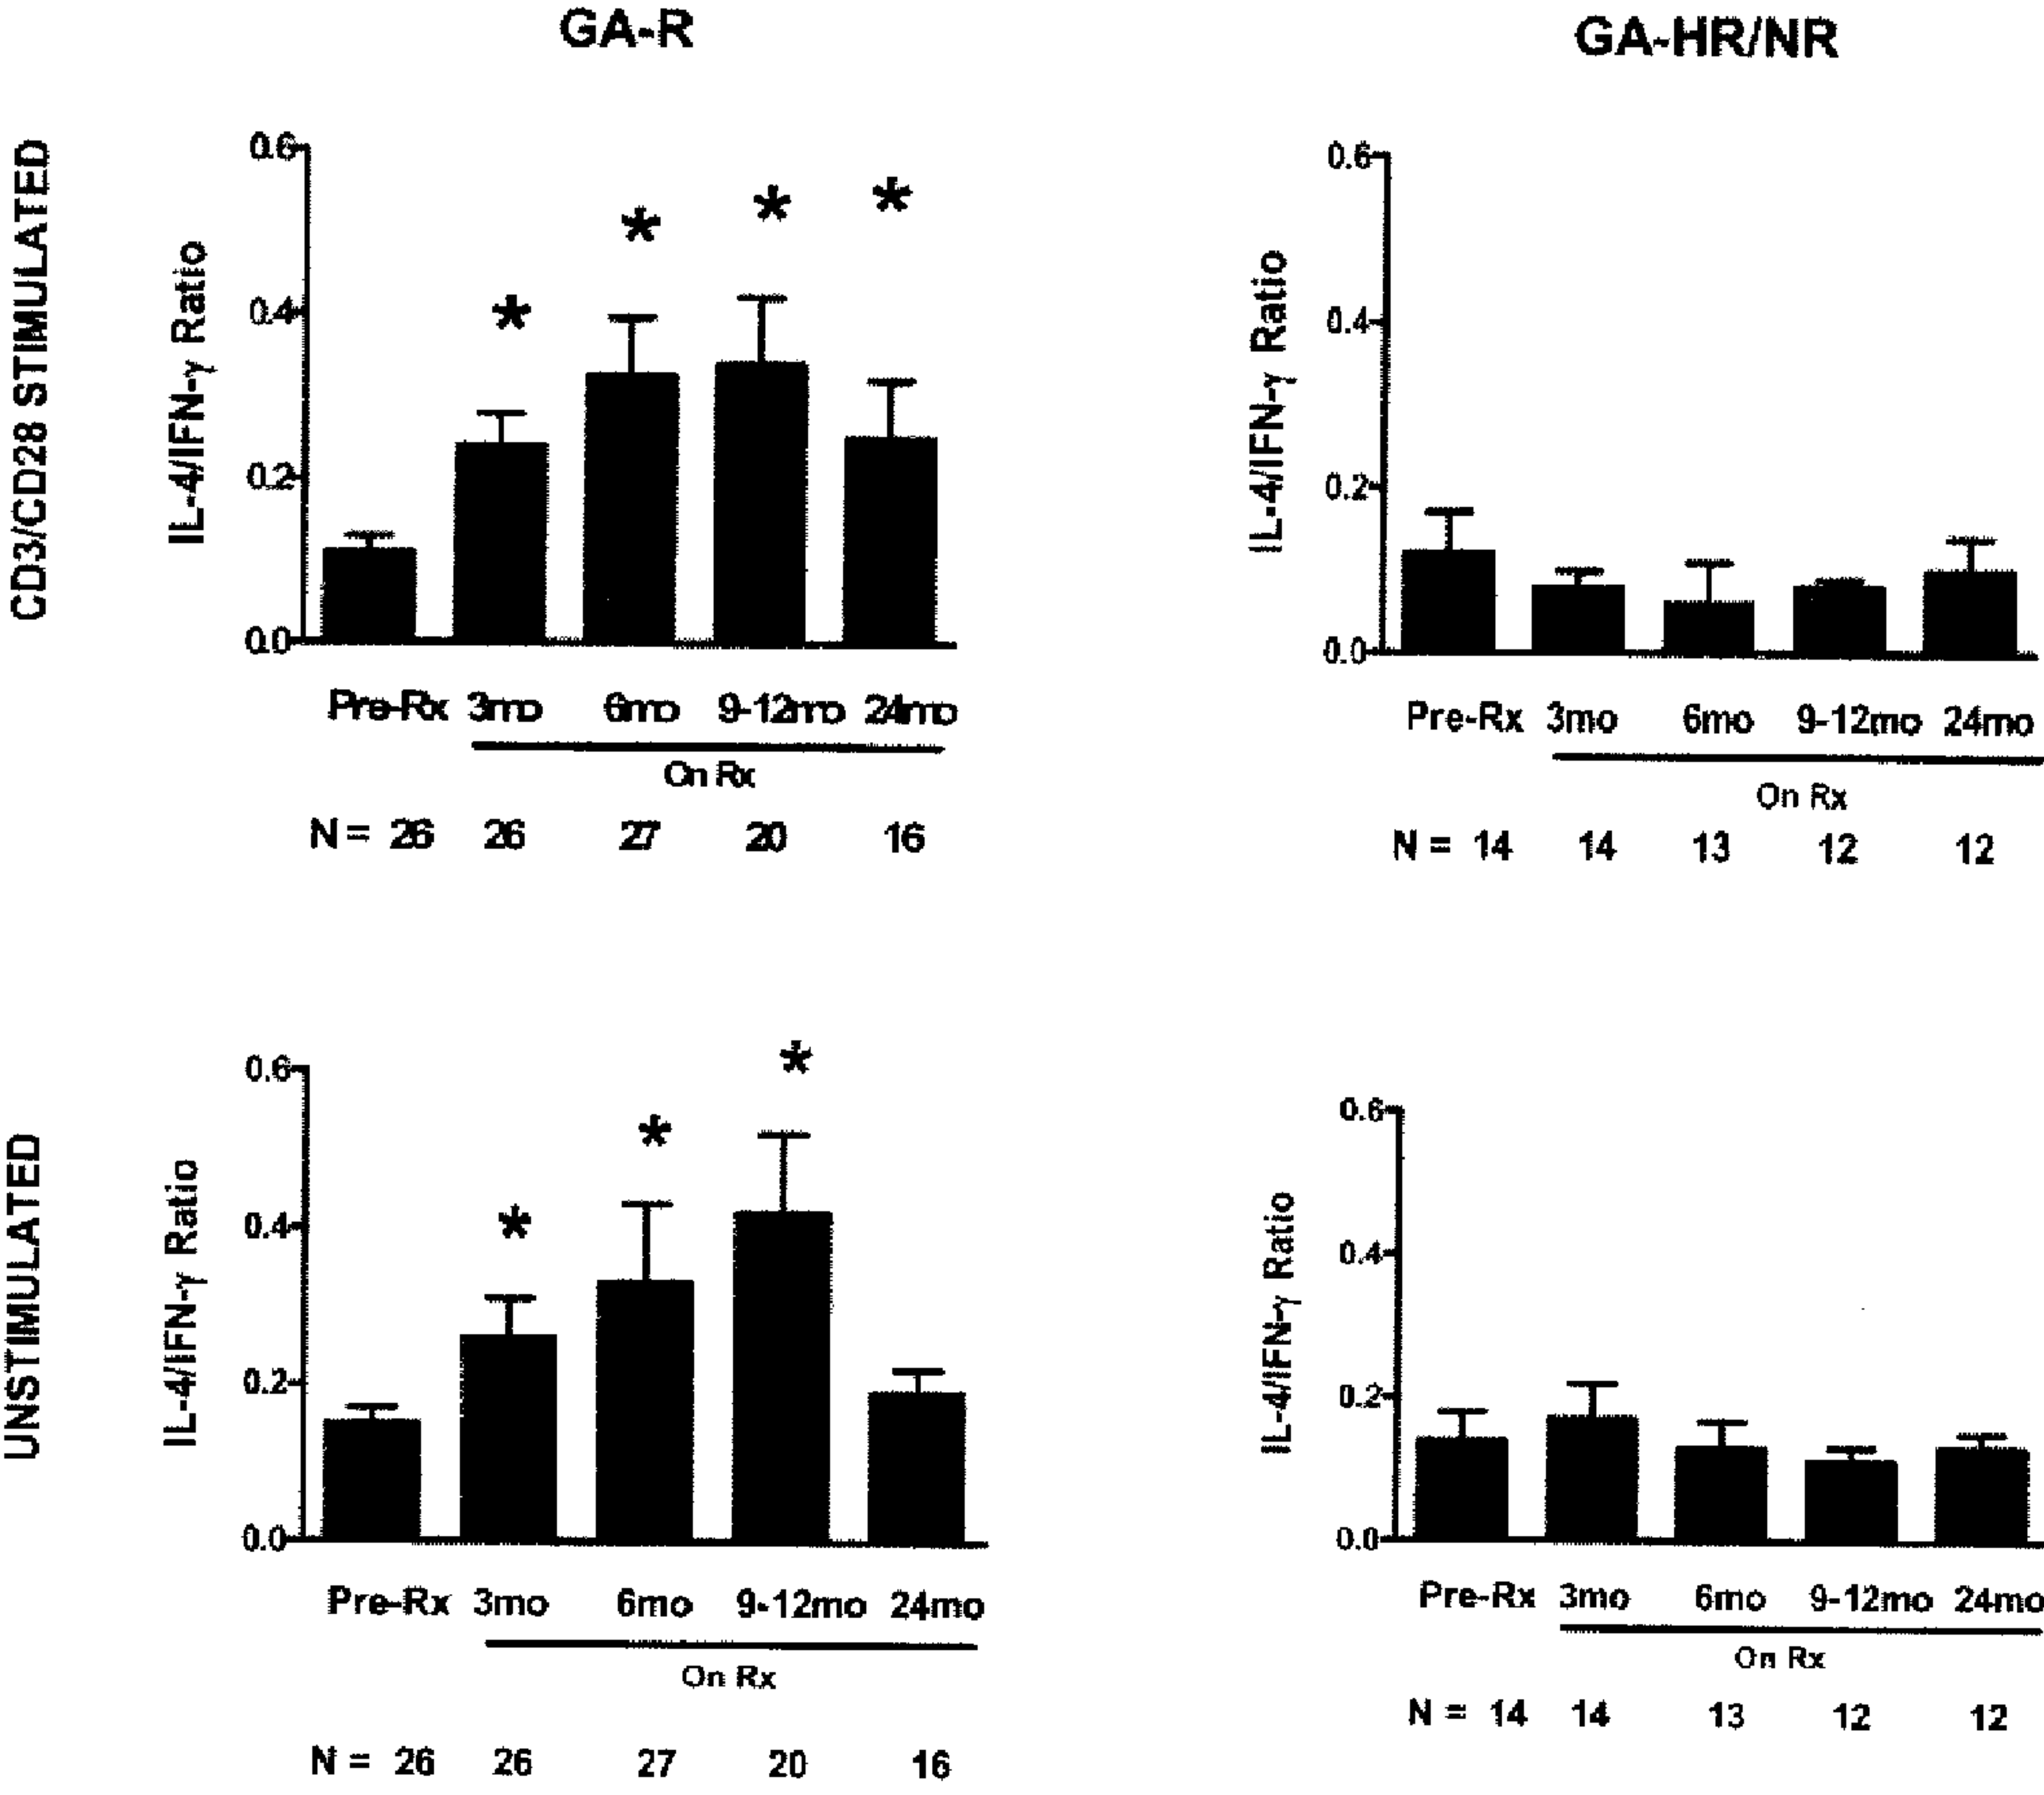 GA-R
GA-HR/NR
CD3/CD28 STIMULATED
IL-4/IFN-γ Ratio
0.6
0.4
0.2
0.0
*
*
*
*
Pre-Rx 3mo 6mo 9-12mo 24mo
On Rx
N = 26 26 27 20 16
IL-4/IFN-γ Ratio
0.6
0.4
0.2
0.0
Pre-Rx 3mo 6mo 9-12mo 24mo
On Rx
N = 14 14 13 12 12
UNSTIMULATED
IL-4/IFN-γ Ratio
0.6
0.4
0.2
0.0
*
*
*
Pre-Rx 3mo 6mo 9-12mo 24mo
On Rx
N = 26 26 27 20 16
IL-4/IFN-γ Ratio
0.6
0.4
0.2
0.0
Pre-Rx 3mo 6mo 9-12mo 24mo
On Rx
N = 14 14 13 12 12